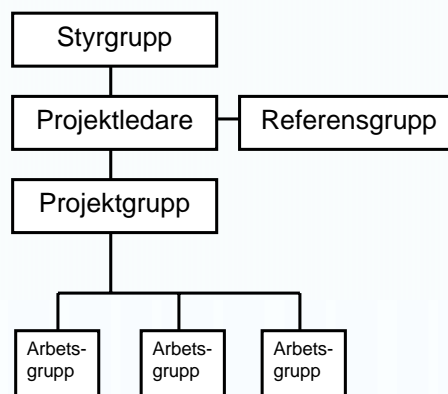 Styrgrupp
Projektledare
Referensgrupp
Projektgrupp
Arbets-
grupp
Arbets-
grupp
Arbets-
grupp